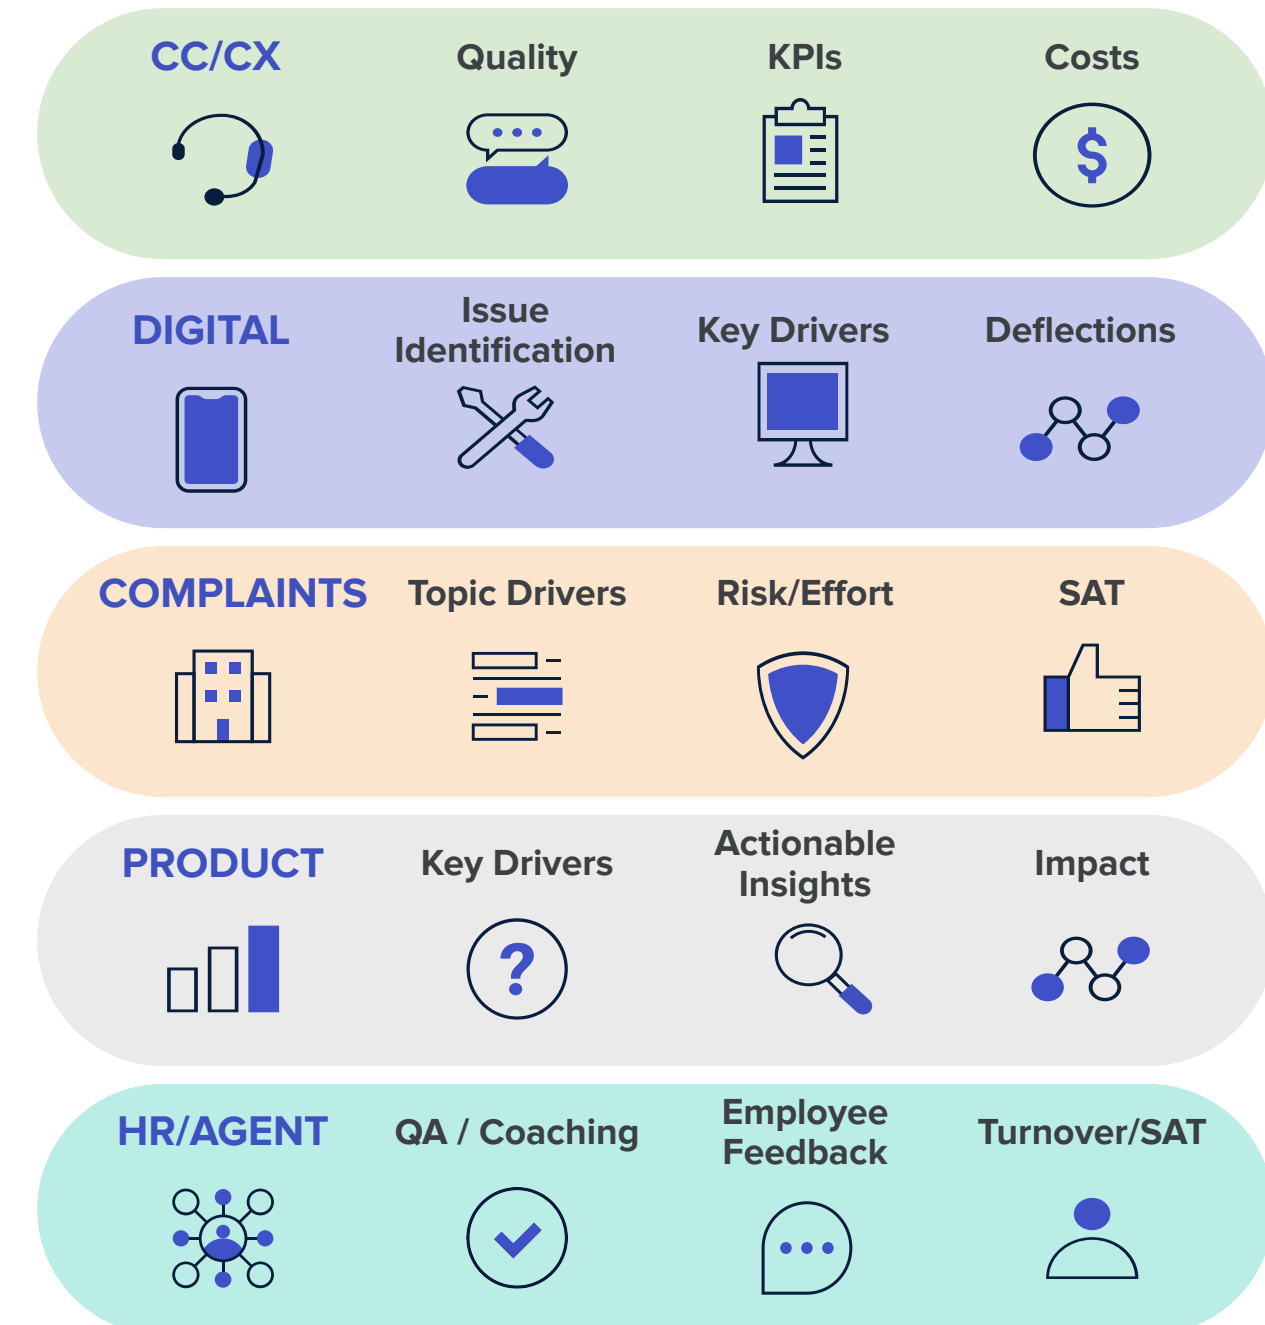 CC/CX
Quality
KPIs
Costs
$
DIGITAL
Issue
Identification
Key Drivers
Deflections
COMPLAINTS
Topic Drivers
Risk/Effort
SAT
PRODUCT
Key Drivers
Actionable
Insights
Impact
?
HR/AGENT
QA / Coaching
Employee
Feedback
Turnover/SAT